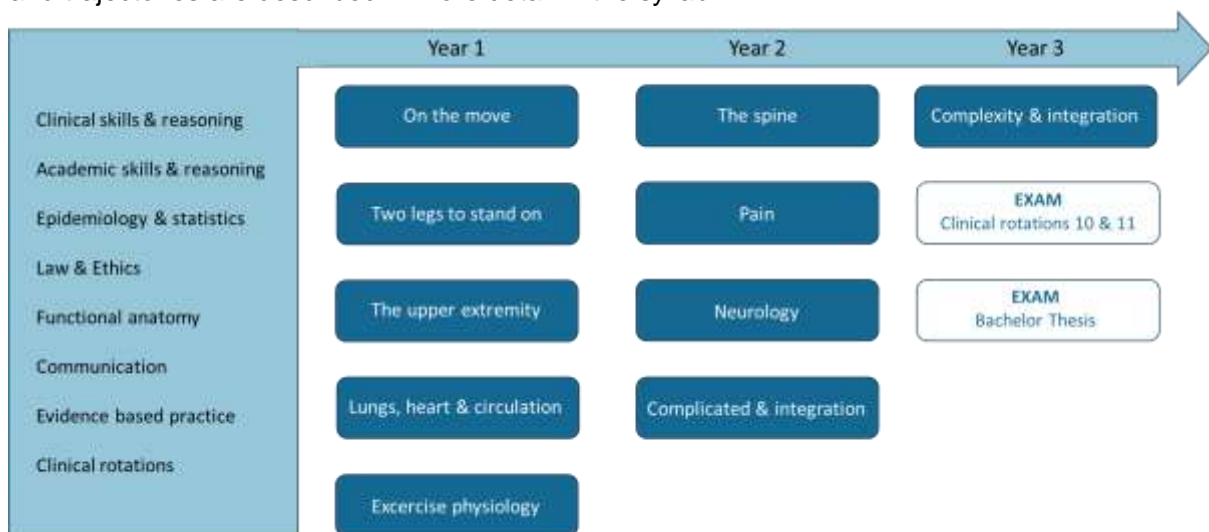 Year 1
Year 2
Year 3
Clinical skills & reasoning
Academic skills & reasoning
Epidemiology & statistics
Law & Ethics
Functional anatomy
Communication
Evidence based practice
Clinical rotations
On the move
Two legs to stand on
The upper extremity
Lungs, heart & circulation
Excercise physiology
The spine
Pain
Neurology
Complicated & integration
Complexity & integration
EXAM
Clinical rotations 10 & 11
EXAM
Bachelor Thesis